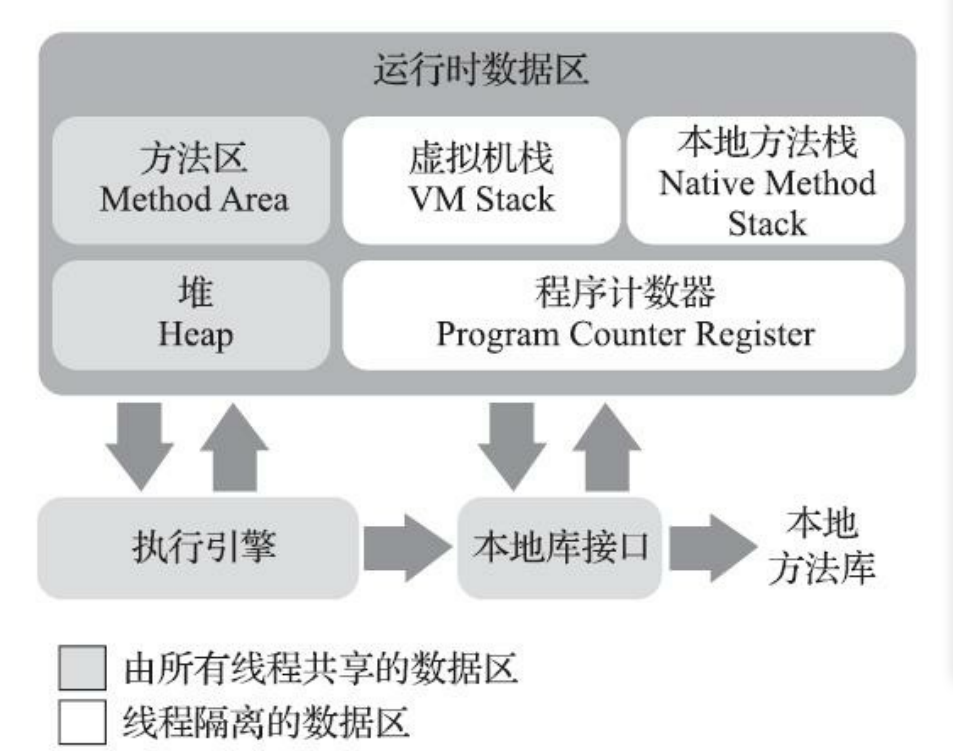 运行时数据区
方法区
Method Area
虚拟机栈
VM Stack
本地方法栈
Native Method
Stack
堆
Heap
程序计数器
Program Counter Register
执行引擎
本地库接口
本地
方法库
由所有线程共享的数据区
线程隔离的数据区